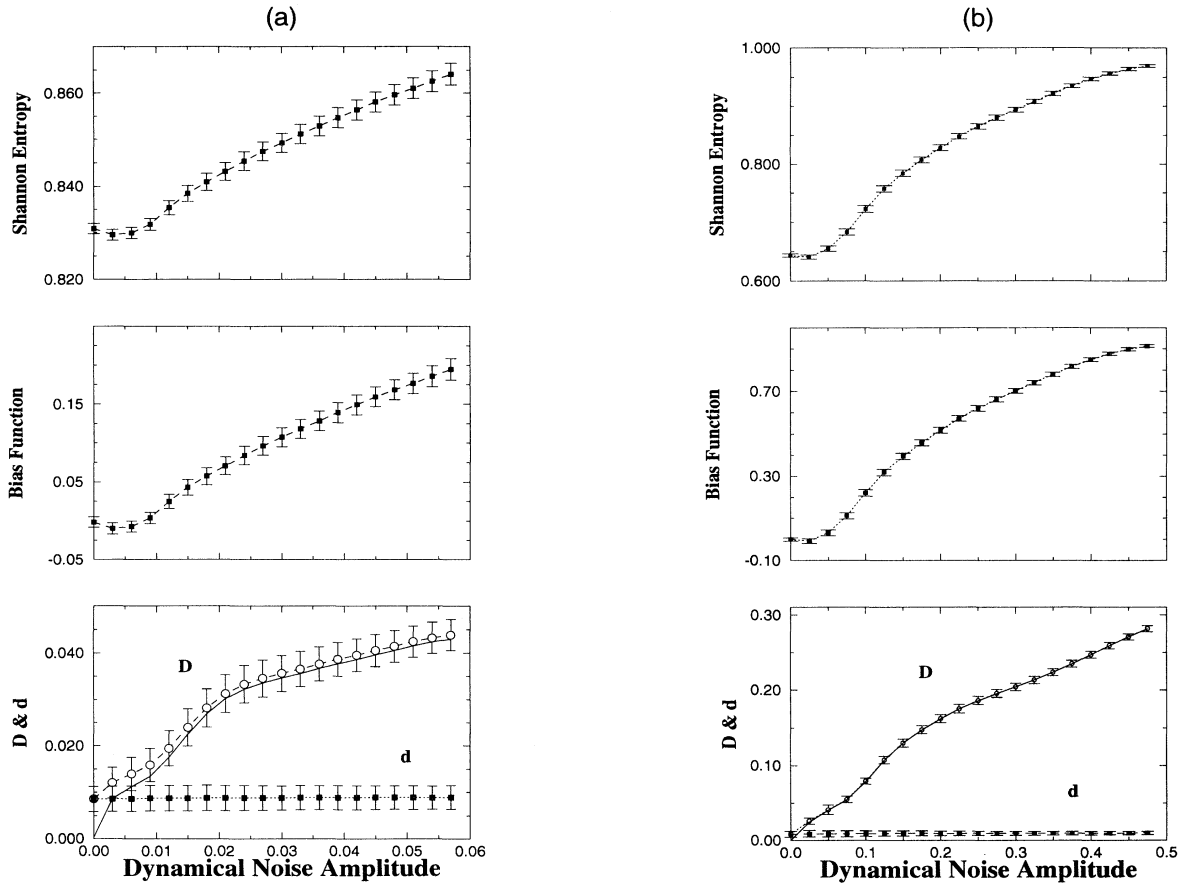 (a)
Shannon Entropy
0.860
0.840
0.820
Bias Function
0.15
0.05
-0.05
D & d
0.040
0.020
0.000
D
d
0.00 0.01 0.02 0.03 0.04 0.05 0.06
Dynamical Noise Amplitude
(b)
Shannon Entropy
1.000
0.800
0.600
Bias Function
0.70
0.30
-0.10
D & d
0.30
0.20
0.10
0.00
D
d
0.0 0.1 0.2 0.3 0.4 0.5
Dynamical Noise Amplitude